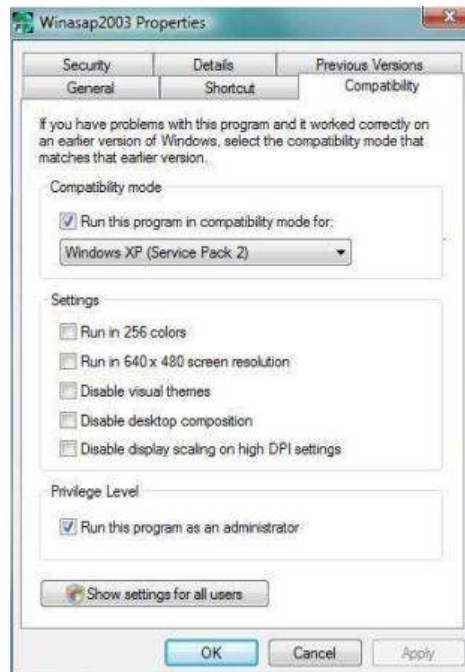 Winasap2003 Properties
Security Details Previous Versions
General Shortcut Compatibility
If you have problems with this program and it worked correctly on
an earlier version of Windows, select the compatibility mode that
matches that earlier version.
Compatibility mode
Run this program in compatibility mode for:
Windows XP (Service Pack 2)
Settings
Run in 256 colors
Run in 640 x 480 screen resolution
Disable visual themes
Disable desktop composition
Disable display scaling on high DPI settings
Privilege Level
Run this program as an administrator
Show settings for all users
OK Cancel Apply